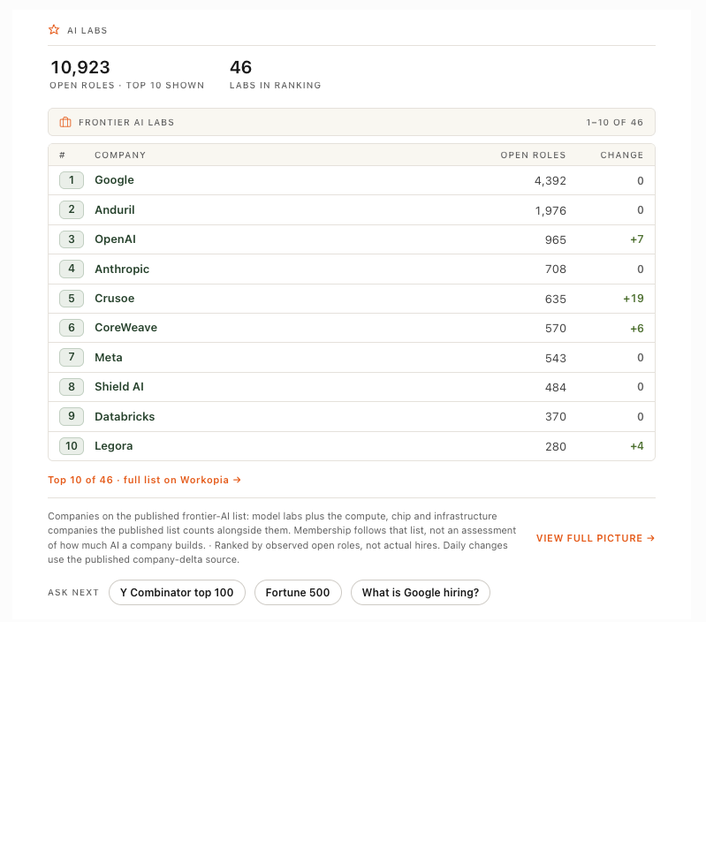 AI LABS
10,923
OPEN ROLES · TOP 10 SHOWN
46
LABS IN RANKING
FRONTIER AI LABS 1–10 OF 46
# COMPANY OPEN ROLES CHANGE
1 Google 4,392 0
2 Anduril 1,976 0
3 OpenAI 965 +7
4 Anthropic 708 0
5 Crusoe 635 +19
6 CoreWeave 570 +6
7 Meta 543 0
8 Shield AI 484 0
9 Databricks 370 0
10 Legora 280 +4
Top 10 of 46 · full list on Workopia →
Companies on the published frontier-AI list: model labs plus the compute, chip and infrastructure
companies the published list counts alongside them. Membership follows that list, not an assessment
of how much AI a company builds. · Ranked by observed open roles, not actual hires. Daily changes
use the published company-delta source.
VIEW FULL PICTURE →
ASK NEXT Y Combinator top 100 Fortune 500 What is Google hiring?